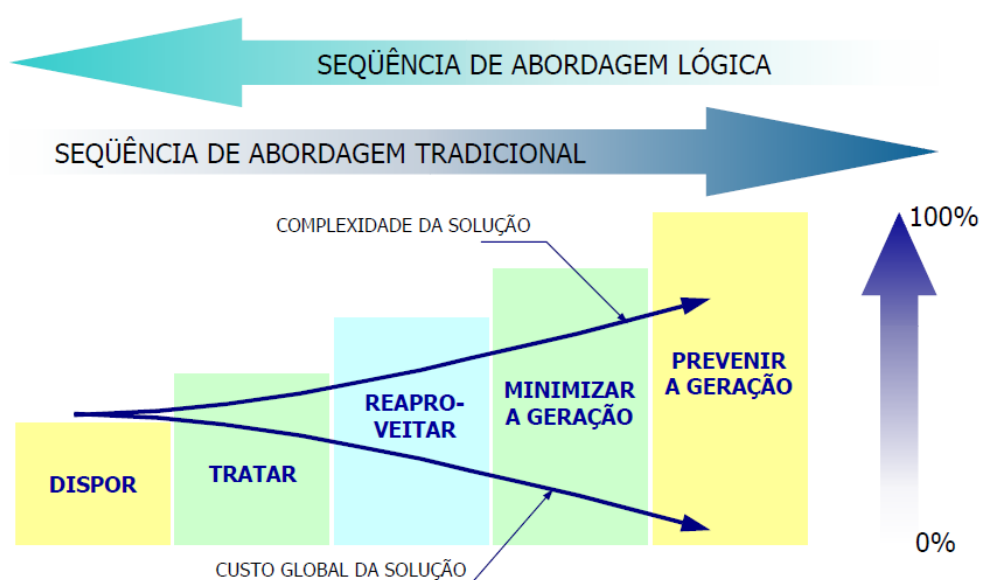 SEQÜÊNCIA DE ABORDAGEM LÓGICA
SEQÜÊNCIA DE ABORDAGEM TRADICIONAL
COMPLEXIDADE DA SOLUÇÃO
100%
PREVENIR
A GERAÇÃO
MINIMIZAR
A GERAÇÃO
REAPRO-
VEITAR
TRATAR
DISPOR
0%
CUSTO GLOBAL DA SOLUÇÃO